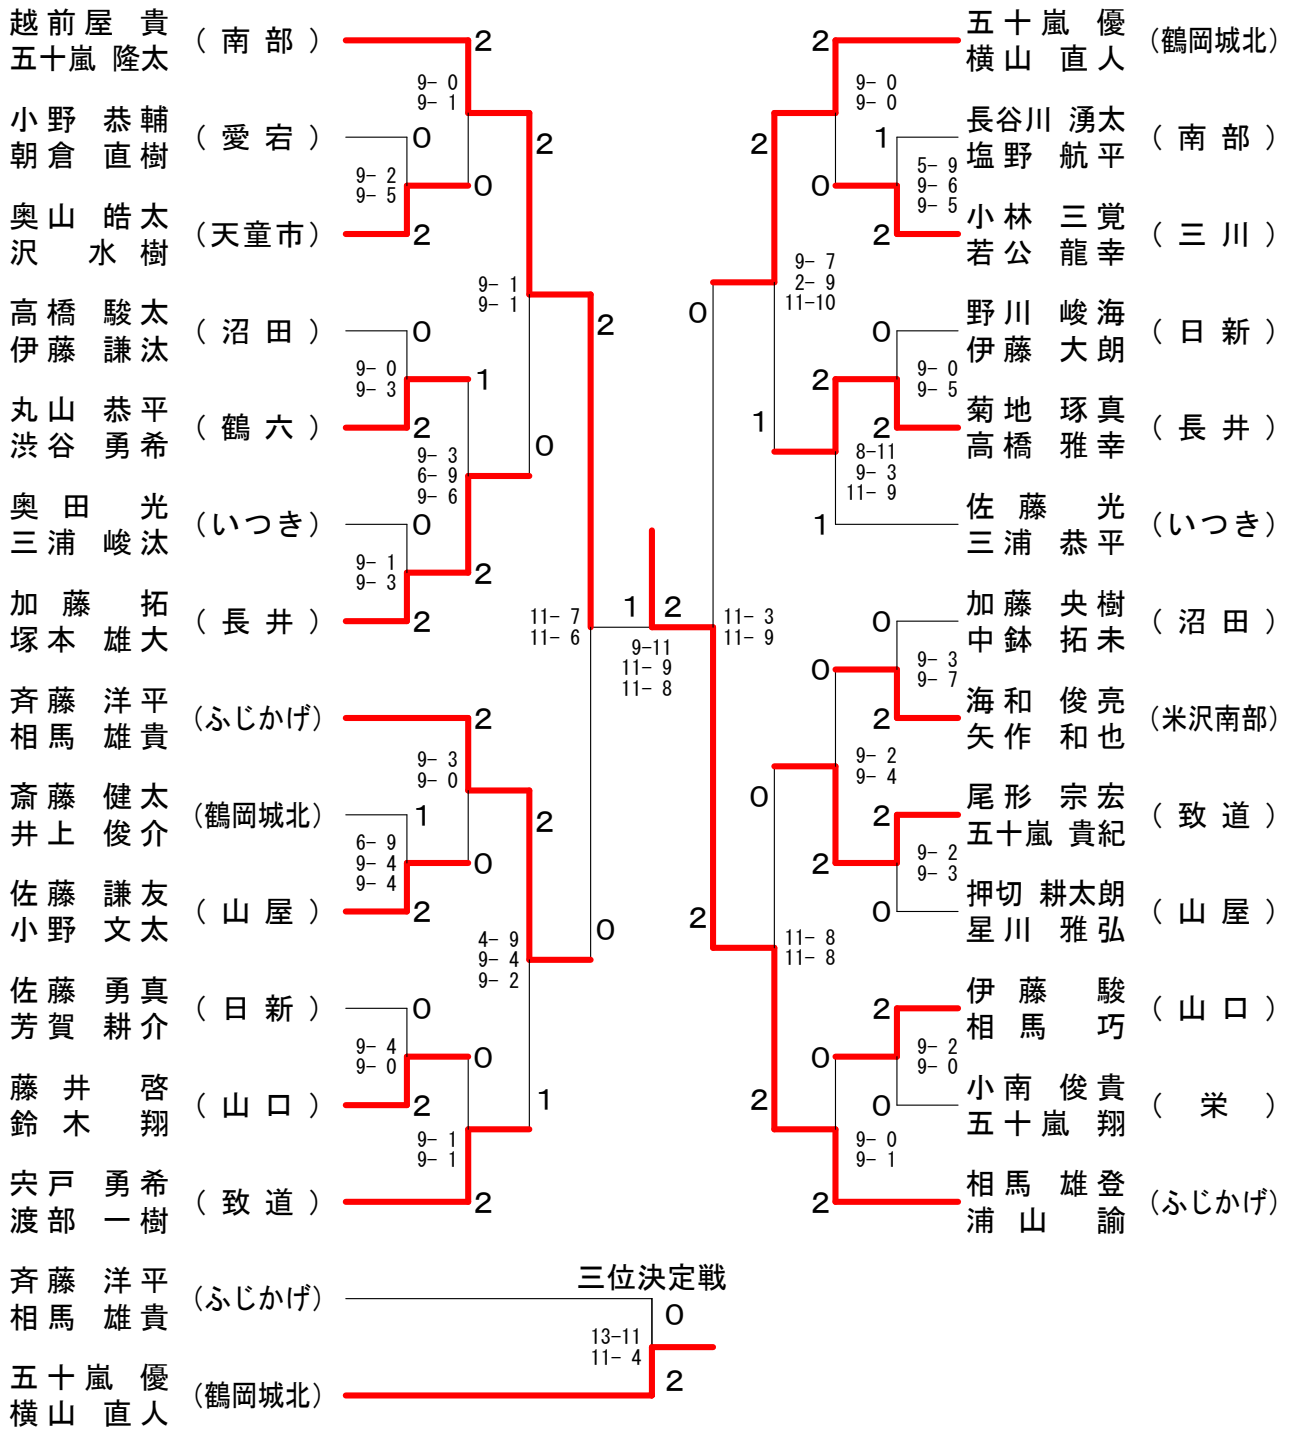 越前屋 貴
五十嵐 隆太
(南部)
2
9- 0
9- 1
小野 恭輔
朝倉 直樹
(愛宕)
0
9- 2
9- 5
0
2
奥山 皓太
沢 水樹
(天童市)
2
9- 1
9- 1
2
高橋 駿太
伊藤 謙汰
(沼田)
0
9- 0
9- 3
1
丸山 恭平
渋谷 勇希
(鶴六)
2
9- 3
6- 9
9- 6
0
奥田 光
三浦 峻汰
(いつき)
0
9- 1
9- 3
2
加藤 拓
塚本 雄大
(長井)
2
11- 7
11- 6
斉藤 洋平
相馬 雄貴
(ふじかげ)
2
9- 3
9- 0
斎藤 健太
井上 俊介
(鶴岡城北)
1
6- 9
9- 4
9- 4
0
2
佐藤 謙友
小野 文太
(山屋)
2
4- 9
9- 4
9- 2
0
佐藤 勇真
芳賀 耕介
(日新)
0
9- 4
9- 0
0
藤井 啓
鈴木 翔
(山口)
2
9- 1
9- 1
1
宍戸 勇希
渡部 一樹
(致道)
2
1
2
9-11
11- 9
11- 8
五十嵐 優
横山 直人
(鶴岡城北)
2
9- 0
9- 0
長谷川 湧太
塩野 航平
(南部)
1
5- 9
9- 6
9- 5
0
2
小林 三覚
若公 龍幸
(三川)
2
9- 7
2- 9
11-10
0
野川 峻海
伊藤 大朗
(日新)
0
9- 0
9- 5
2
菊地 琢真
高橋 雅幸
(長井)
2
8-11
9- 3
11- 9
1
佐藤 光
三浦 恭平
(いつき)
1
11- 3
11- 9
加藤 央樹
中鉢 拓未
(沼田)
0
9- 3
9- 7
0
海和 俊亮
矢作 和也
(米沢南部)
2
9- 2
9- 4
0
尾形 宗宏
五十嵐 貴紀
(致道)
2
9- 2
9- 3
2
押切 耕太朗
星川 雅弘
(山屋)
0
11- 8
11- 8
2
伊藤 駿
相馬 巧
(山口)
2
9- 2
9- 0
0
小南 俊貴
五十嵐 翔
(栄)
0
9- 0
9- 1
2
相馬 雄登
浦山 諭
(ふじかげ)
2
三位決定戦
斉藤 洋平
相馬 雄貴
(ふじかげ)
0
13-11
11- 4
五十嵐 優
横山 直人
(鶴岡城北)
2